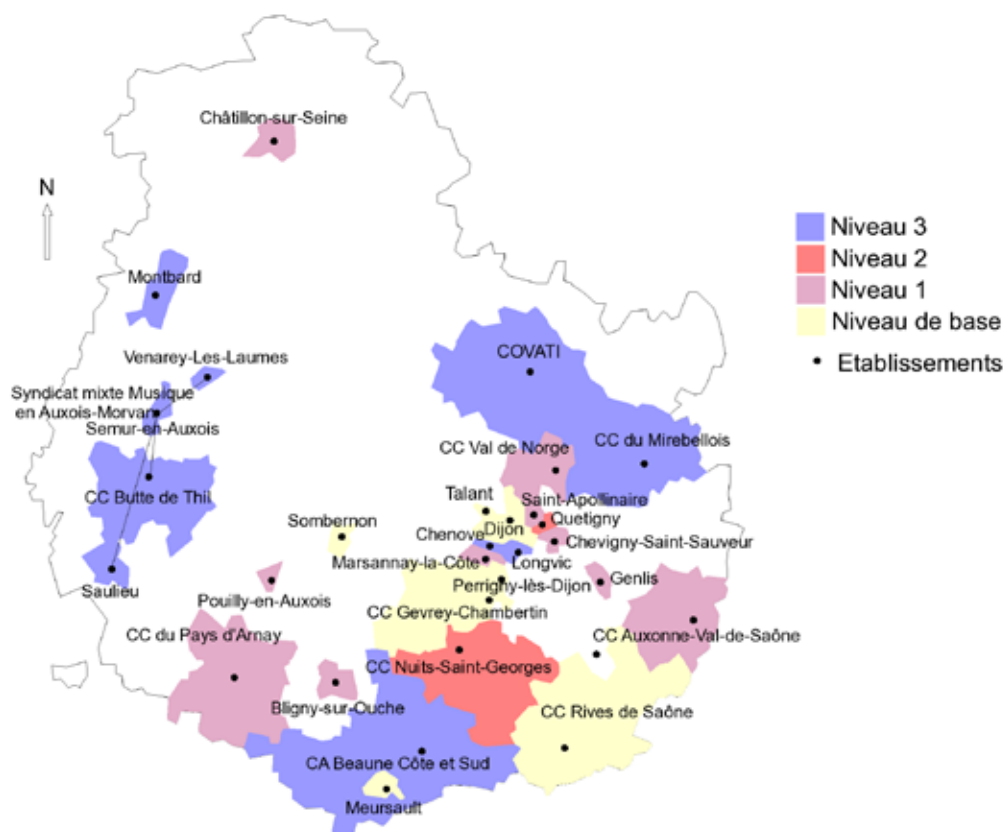 Châtillon-sur-Seine
N
Niveau 3
Niveau 2
Niveau 1
Niveau de base
Etablissements
Montbard
Venarey-Les-Laumes
COVATI
Syndicat mixte Musique
en Auxois-Morvan
Semur-en-Auxois
CC du Mirebellois
CC Val de Norge
CC Butte de Thil
Talant
Saint-Apollinaire
Sombernon
Dijon
Quetigny
Chenove
Chevigny-Saint-Sauveur
Marsannay-la-Côte
Longvic
Saulieu
Perrigny-lès-Dijon
Genlis
Pouilly-en-Auxois
CC Gevrey-Chambertin
CC du Pays d'Arnay
CC Auxonne-Val-de-Saône
CC Nuits-Saint-Georges
Bligny-sur-Ouche
CC Rives de Saône
CA Beaune Côte et Sud
Meursault